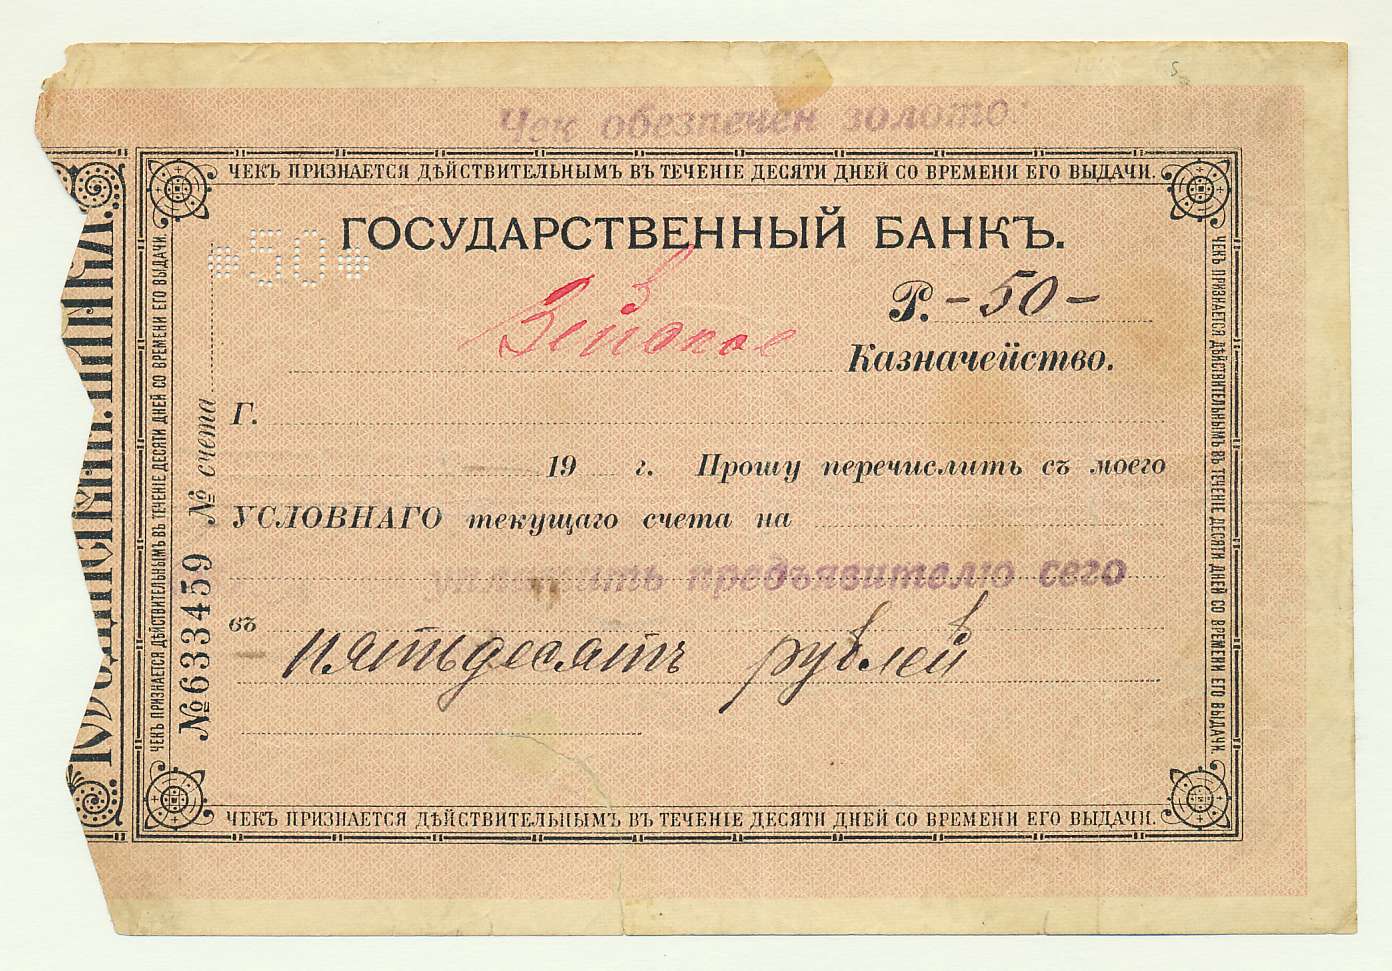 Чек обезпечен золото
ЧЕКЪ ПРИЗНАЕТСЯ ДѢЙСТВИТЕЛЬНЫМЪ ВЪ ТЕЧЕНІЕ ДЕСЯТИ ДНЕЙ СО ВРЕМЕНИ ЕГО ВЫДАЧИ.
ГОСУДАРСТВЕННЫЙ БАНКЪ.
*50*
Р. -50-
Зейское Казначейство.
Г.
19 г. Прошу перечислить съ моего
УСЛОВНАГО текущаго счета на
предъявителю сего
въ
пятьдесятъ рублей
№ счета
№633459
ЧЕКЪ ПРИЗНАЕТСЯ ДѢЙСТВИТЕЛЬНЫМЪ ВЪ ТЕЧЕНІЕ ДЕСЯТИ ДНЕЙ СО ВРЕМЕНИ ЕГО ВЫДАЧИ.
ЧЕКЪ ПРИЗНАЕТСЯ ДѢЙСТВИТЕЛЬНЫМЪ ВЪ ТЕЧЕНІЕ ДЕСЯТИ ДНЕЙ СО ВРЕМЕНИ ЕГО ВЫДАЧИ.
ЧЕКЪ ПРИЗНАЕТСЯ ДѢЙСТВИТЕЛЬНЫМЪ ВЪ ТЕЧЕНІЕ ДЕСЯТИ ДНЕЙ СО ВРЕМЕНИ ЕГО ВЫДАЧИ.